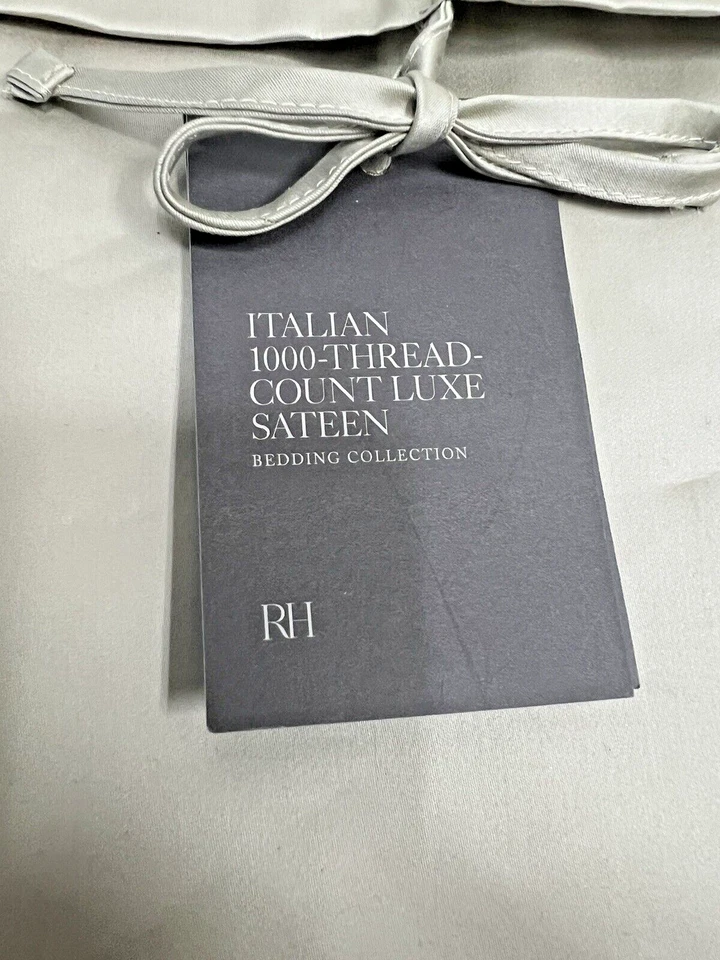 ITALIAN
1000-THREAD-
COUNT LUXE
SATEEN
BEDDING COLLECTION
RH